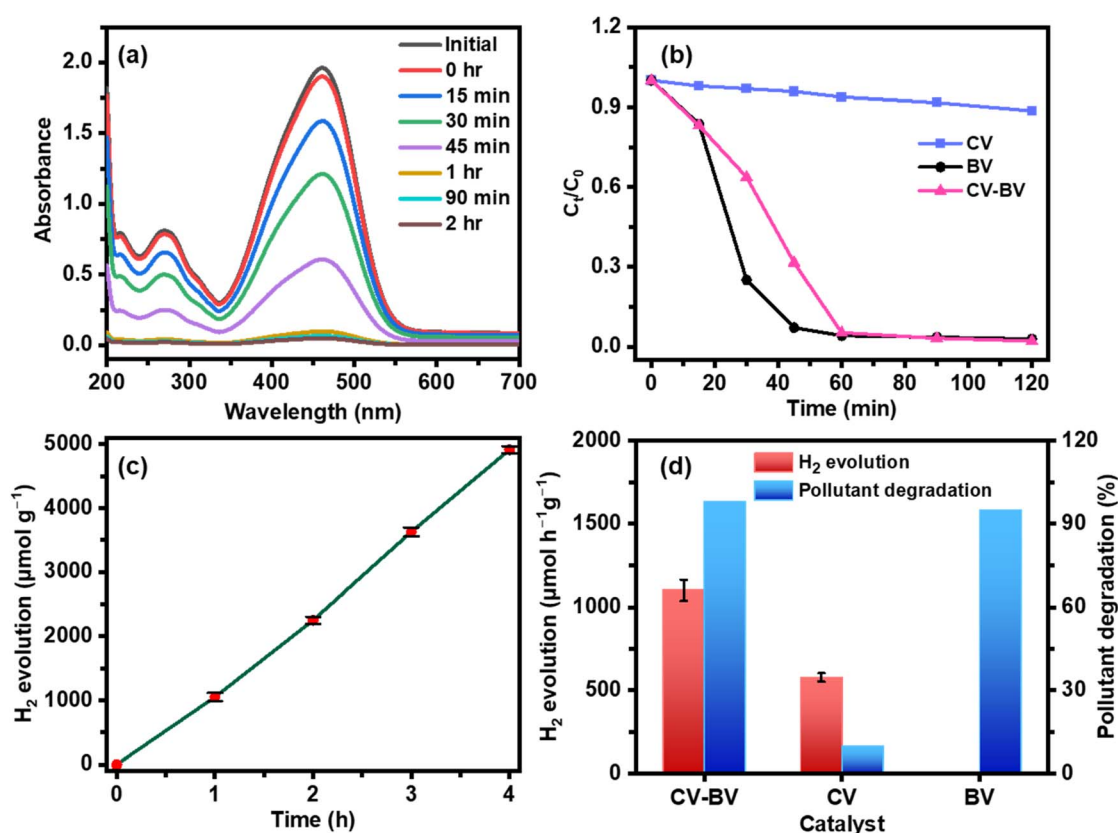 (a)
Initial
0 hr
15 min
30 min
45 min
1 hr
90 min
2 hr
Absorbance
2.0
1.5
1.0
0.5
0.0
200 300 400 500 600 700
Wavelength (nm)
(b)
CV
BV
CV-BV
Cₜ/C₀
1.2
0.9
0.6
0.3
0.0
0 20 40 60 80 100 120
Time (min)
(c)
H₂ evolution (µmol g⁻¹)
5000
4000
3000
2000
1000
0
0 1 2 3 4
Time (h)
(d)
H₂ evolution
Pollutant degradation
H₂ evolution (µmol h⁻¹g⁻¹)
2000
1500
1000
500
0
Pollutant degradation (%)
120
90
60
30
0
CV-BV CV BV
Catalyst